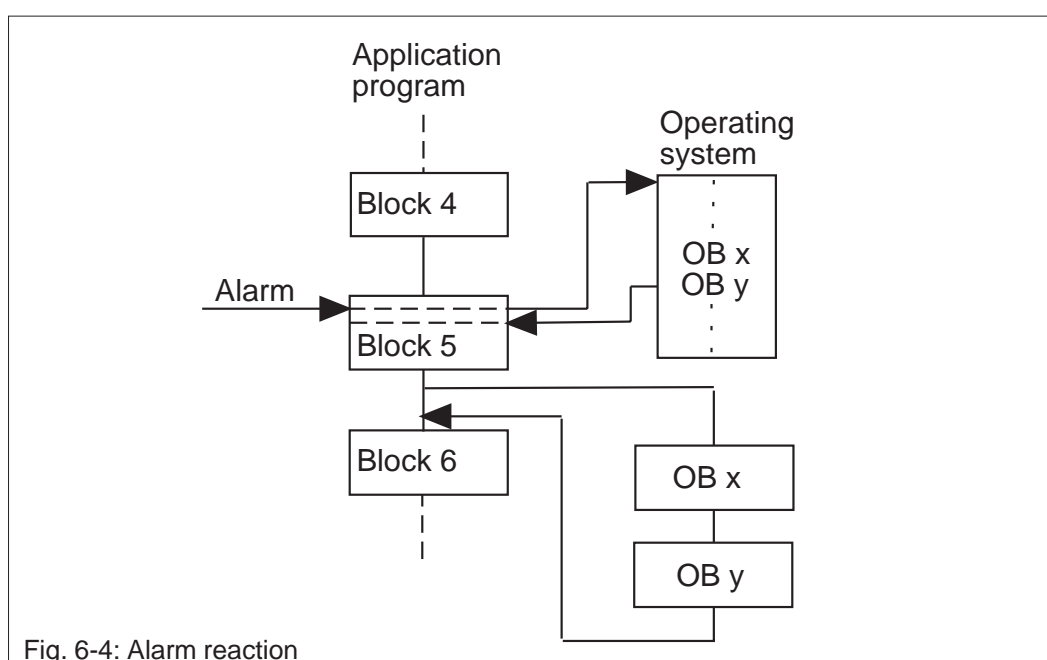 Application
program
Operating
system
Block 4
OB x
OB y
Alarm
Block 5
Block 6
OB x
OB y
Fig. 6-4: Alarm reaction